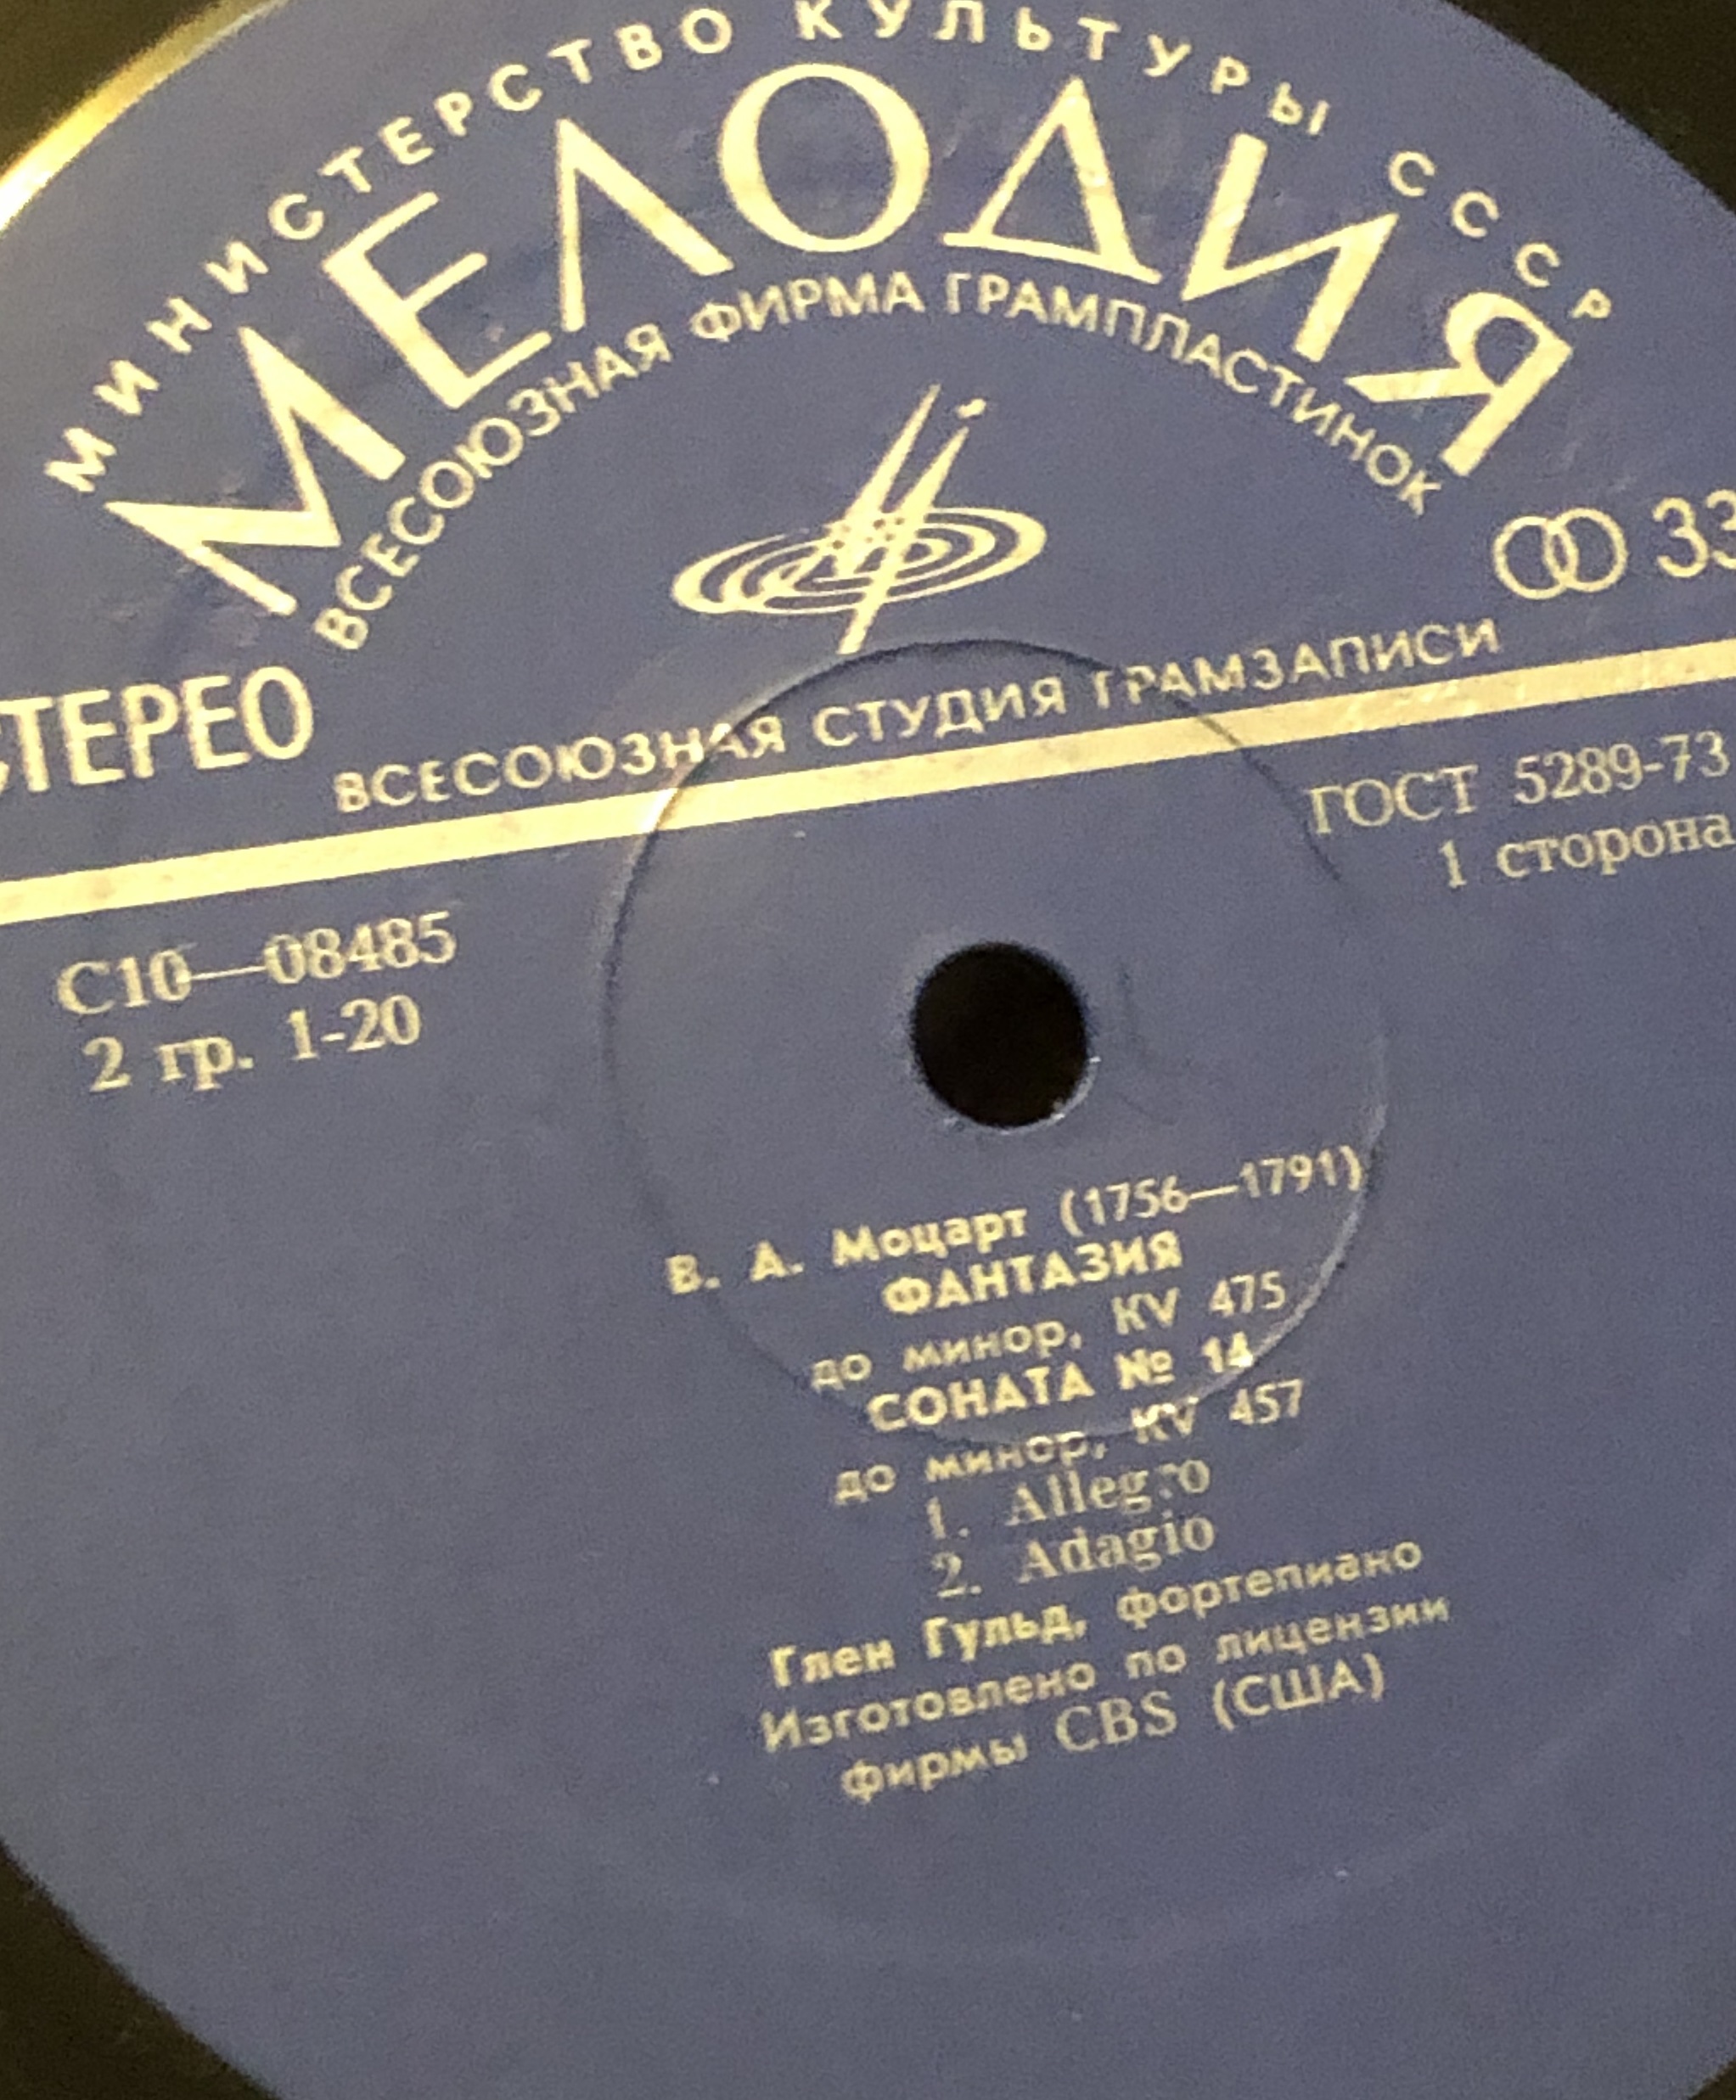 МИНИСТЕРСТВО КУЛЬТУРЫ СССР
МЕЛОДИЯ
ВСЕСОЮЗНАЯ ФИРМА ГРАМПЛАСТИНОК
33
СТЕРЕО
ВСЕСОЮЗНАЯ СТУДИЯ ГРАМЗАПИСИ
ГОСТ 5289-73
1 сторона
С10—08485
2 гр. 1-20
В. А. Моцарт (1756—1791)
ФАНТАЗИЯ
до минор, KV 475
СОНАТА № 14
до минор, KV 457
1. Allegro
2. Adagio
Глен Гульд, фортепиано
Изготовлено по лицензии
фирмы CBS (США)